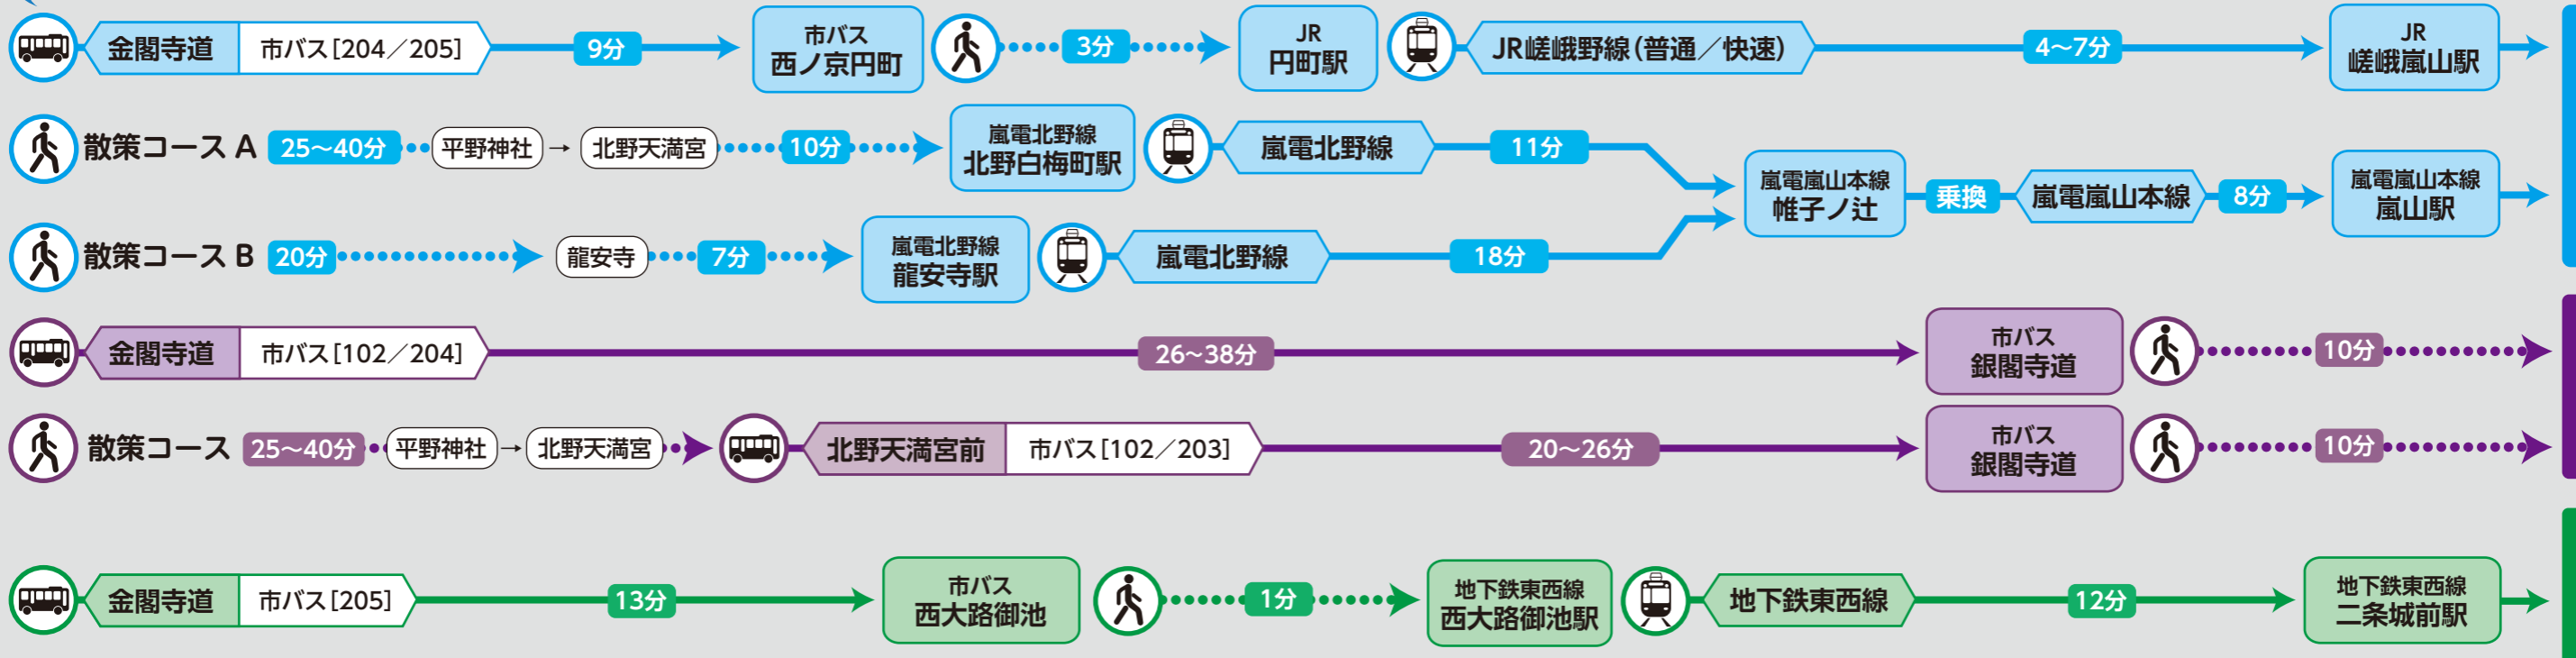 金閣寺道 市バス[204／205] 9分 市バス 西ノ京円町 3分 JR 円町駅 JR嵯峨野線(普通／快速) 4〜7分 JR 嵯峨嵐山駅
散策コース A 25〜40分 平野神社 → 北野天満宮 10分 嵐電北野線 北野白梅町駅 嵐電北野線 11分
嵐電嵐山本線 帷子ノ辻 乗換 嵐電嵐山本線 8分 嵐電嵐山本線 嵐山駅
散策コース B 20分 龍安寺 7分 嵐電北野線 龍安寺駅 嵐電北野線 18分
金閣寺道 市バス[102／204] 26〜38分 市バス 銀閣寺道 10分
散策コース 25〜40分 平野神社 → 北野天満宮 北野天満宮前 市バス[102／203] 20〜26分 市バス 銀閣寺道 10分
金閣寺道 市バス[205] 13分 市バス 西大路御池 1分 地下鉄東西線 西大路御池駅 地下鉄東西線 12分 地下鉄東西線 二条城前駅